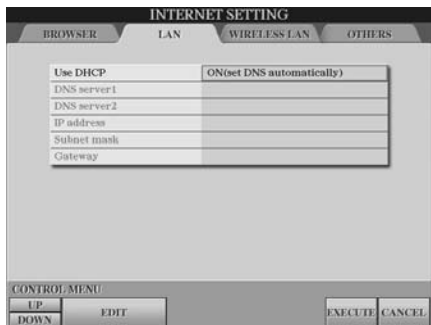 INTERNET SETTING
BROWSER LAN WIRELESS LAN OTHERS
Use DHCP ON(set DNS automatically)
DNS server1
DNS server2
IP address
Subnet mask
Gateway
CONTROL MENU
UP
DOWN
EDIT
EXECUTE
CANCEL